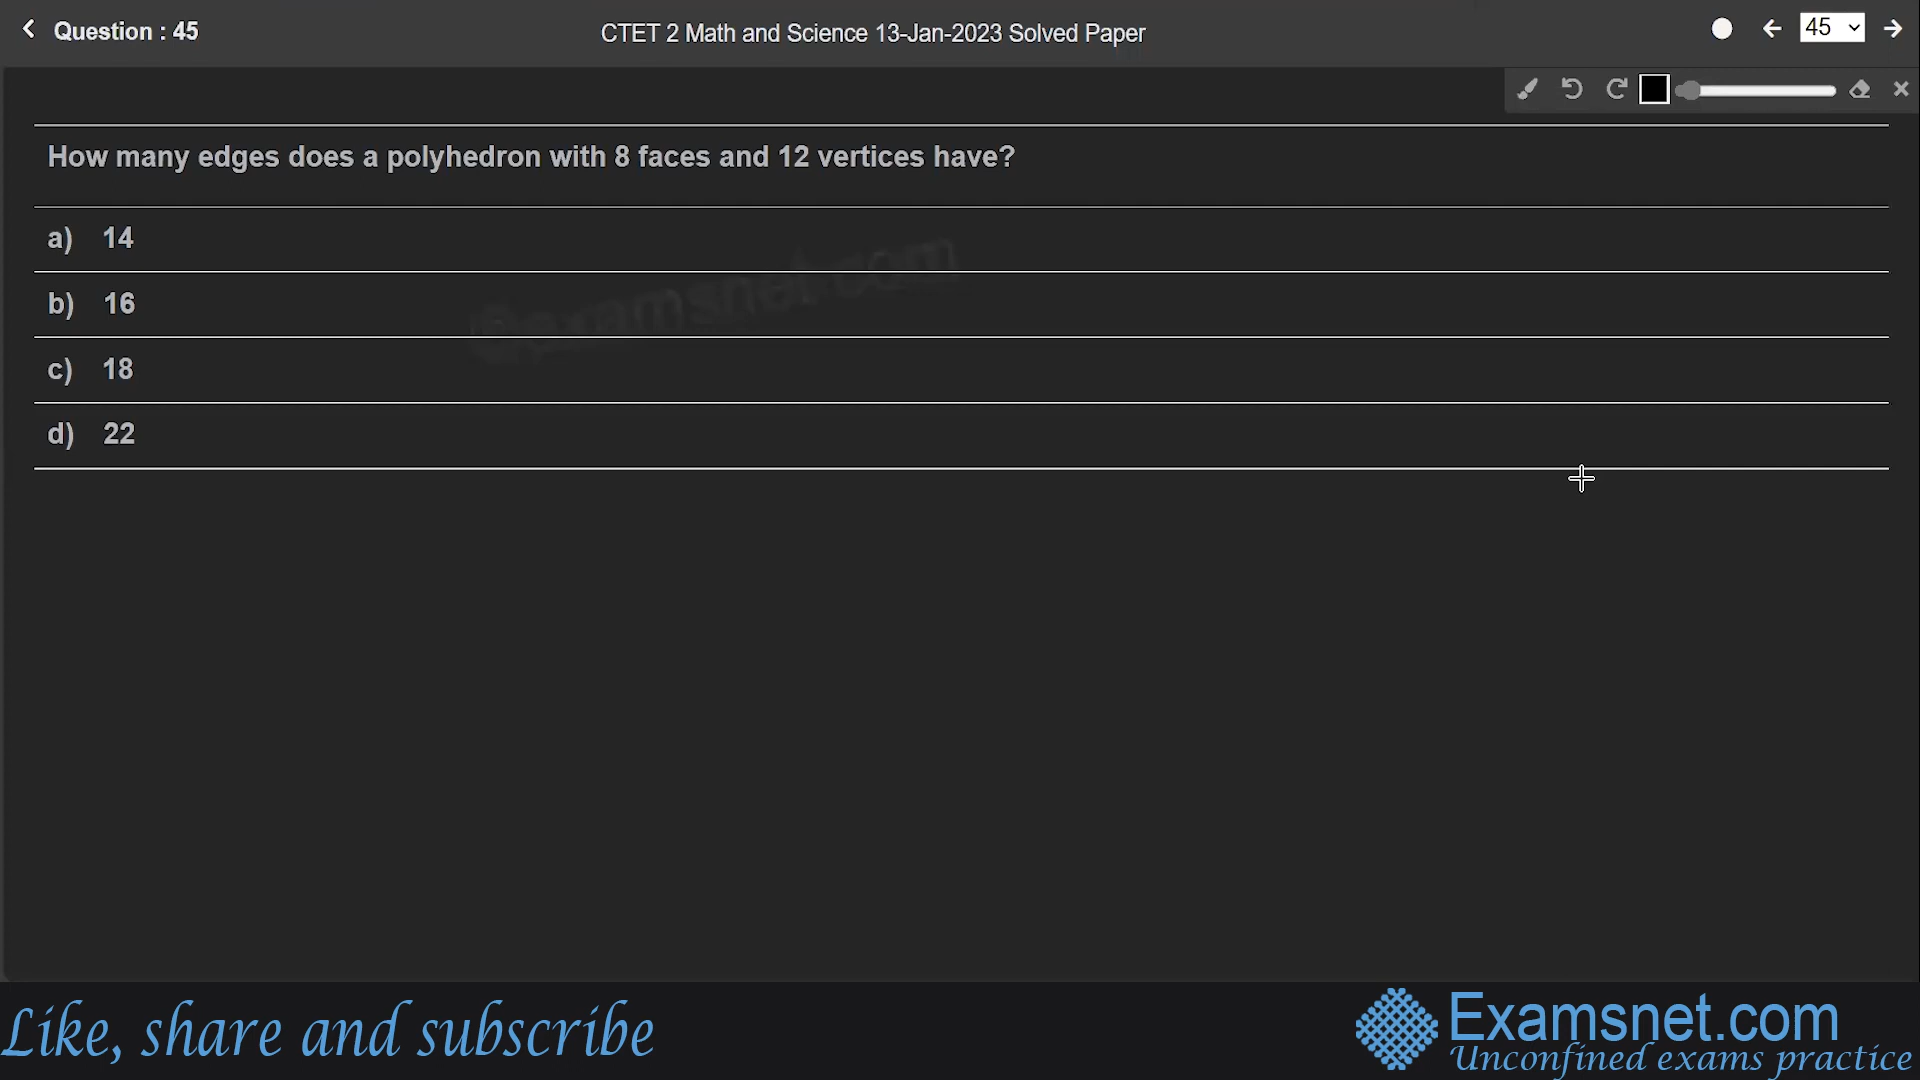 Question : 45
CTET 2 Math and Science 13-Jan-2023 Solved Paper
45
How many edges does a polyhedron with 8 faces and 12 vertices have?
a) 14
b) 16
c) 18
d) 22
@examsnet.com
Like, share and subscribe
Examsnet.com
Unconfined exams practice